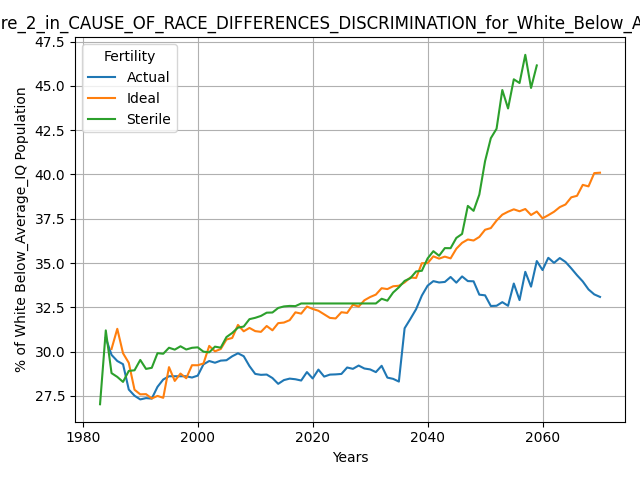 re_2_in_CAUSE_OF_RACE_DIFFERENCES_DISCRIMINATION_for_White_Below_A
Fertility
Actual
Ideal
Sterile
% of White Below_Average_IQ Population
47.5
45.0
42.5
40.0
37.5
35.0
32.5
30.0
27.5
1980 2000 2020 2040 2060
Years